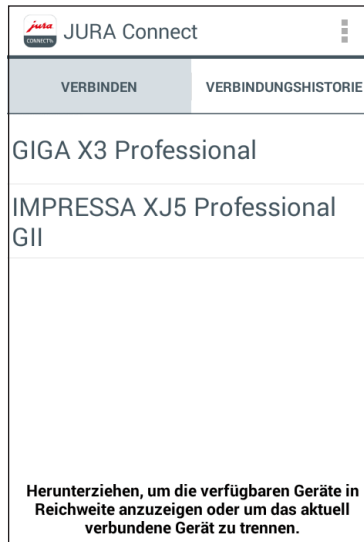 jura
CONNECT
JURA Connect
VERBINDEN
VERBINDUNGSHISTORIE
GIGA X3 Professional
IMPRESSA XJ5 Professional
GII
Herunterziehen, um die verfügbaren Geräte in
Reichweite anzuzeigen oder um das aktuell
verbundene Gerät zu trennen.